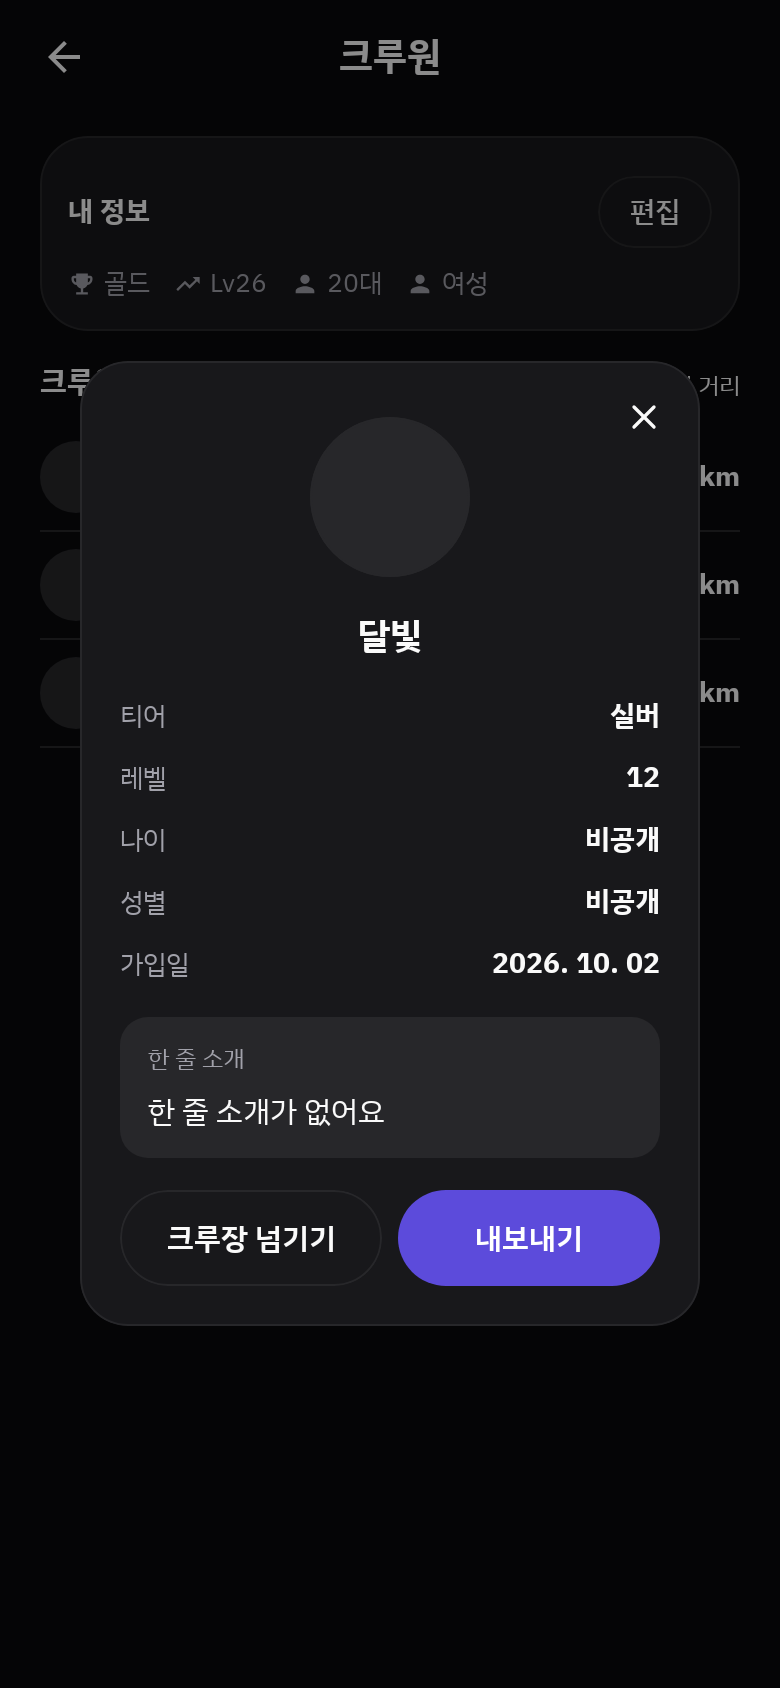 크루원
내 정보
편집
골드 Lv26 20대 여성
거리
km
km
km
달빛
티어 실버
레벨 12
나이 비공개
성별 비공개
가입일 2026. 10. 02
한 줄 소개
한 줄 소개가 없어요
크루장 넘기기 내보내기